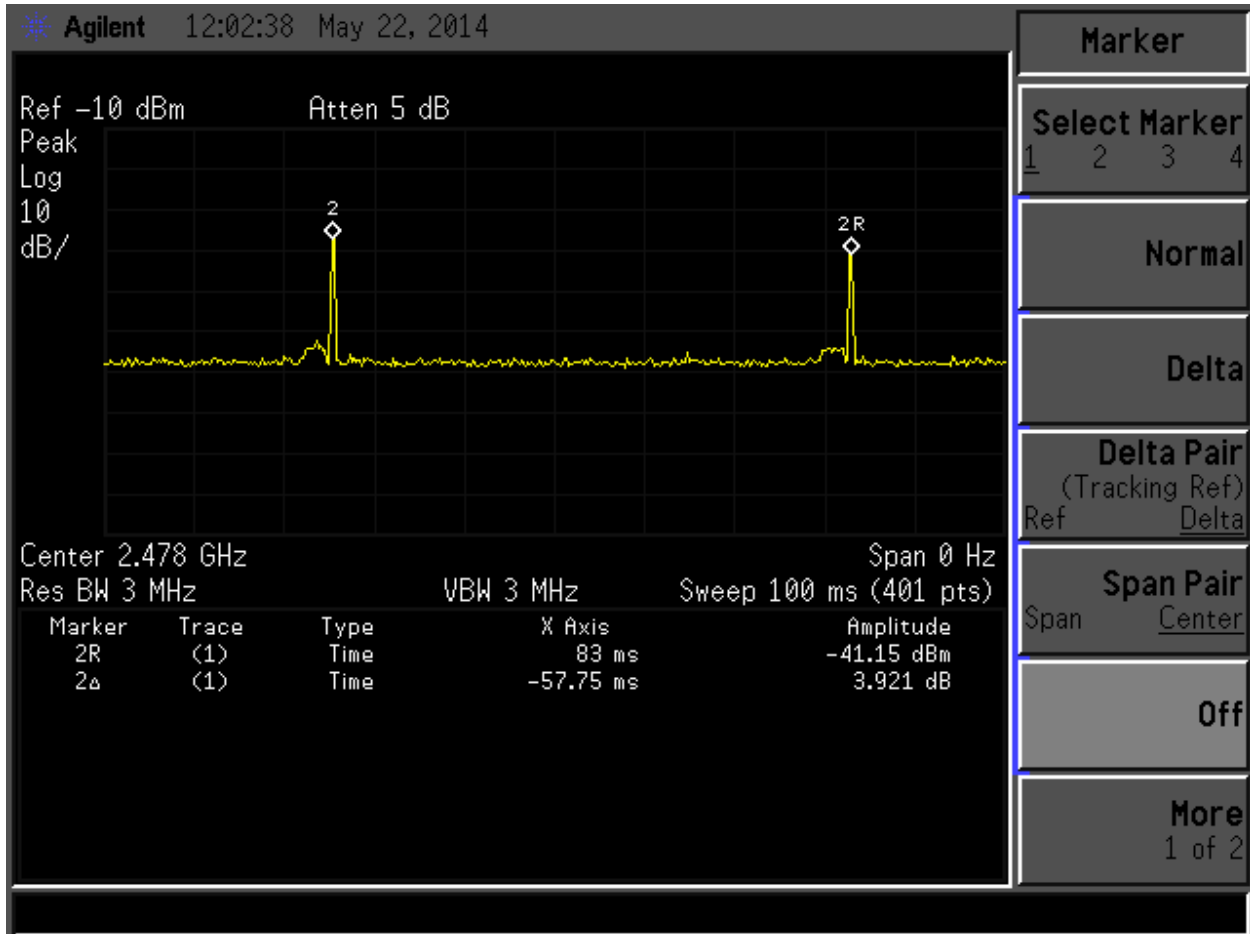 Agilent 12:02:38 May 22, 2014
Ref −10 dBm Atten 5 dB
Peak
Log
10
dB/
2
2R
Center 2.478 GHz Span 0 Hz
Res BW 3 MHz VBW 3 MHz Sweep 100 ms (401 pts)
Marker Trace Type X Axis Amplitude
2R (1) Time 83 ms −41.15 dBm
2Δ (1) Time −57.75 ms 3.921 dB
Marker
Select Marker
1 2 3 4
Normal
Delta
Delta Pair
(Tracking Ref)
Ref Delta
Span Pair
Span Center
Off
More
1 of 2